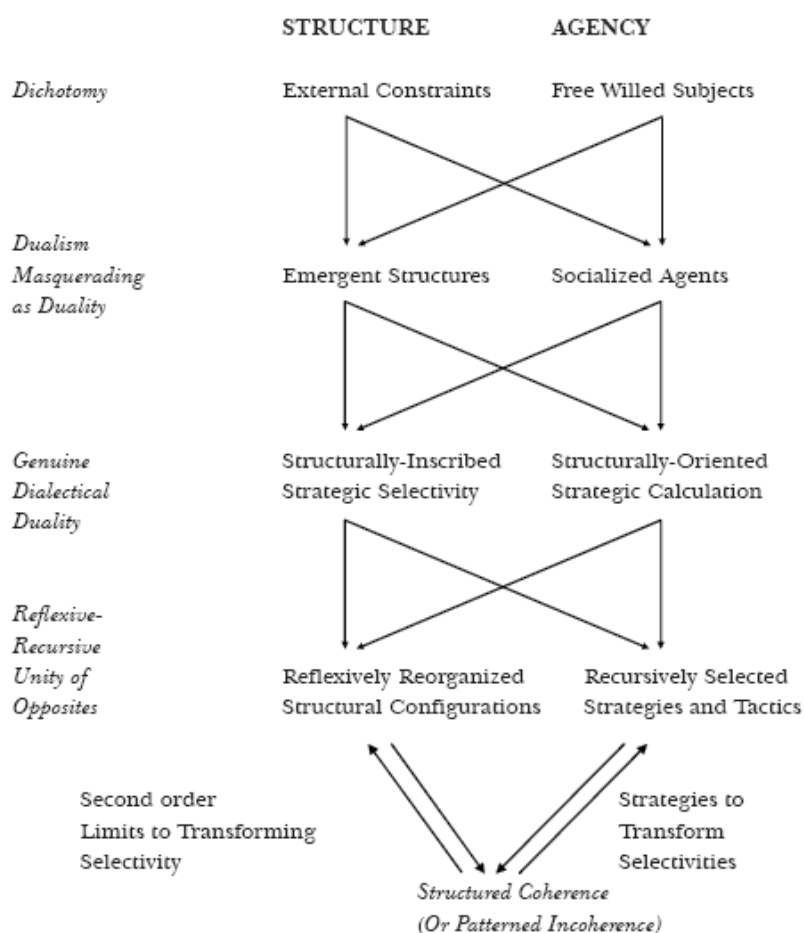 STRUCTURE AGENCY
Dichotomy External Constraints Free Willed Subjects
Dualism
Masquerading Emergent Structures Socialized Agents
as Duality
Genuine Structurally-Inscribed Structurally-Oriented
Dialectical Strategic Selectivity Strategic Calculation
Duality
Reflexive-
Recursive
Unity of Reflexively Reorganized Recursively Selected
Opposites Structural Configurations Strategies and Tactics
Second order Strategies to
Limits to Transforming Transform
Selectivity Selectivities
Structured Coherence
(Or Patterned Incoherence)